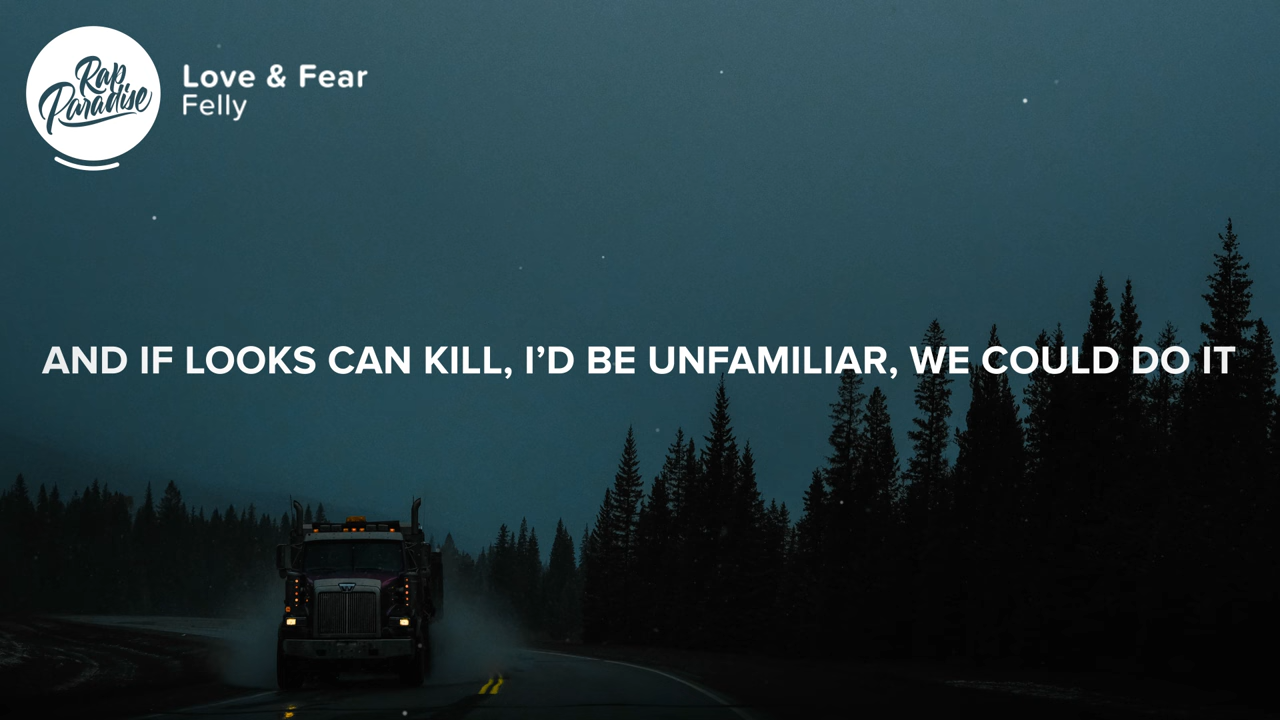 Rap
Paradise
Love & Fear
Felly
AND IF LOOKS CAN KILL, I’D BE UNFAMILIAR, WE COULD DO IT